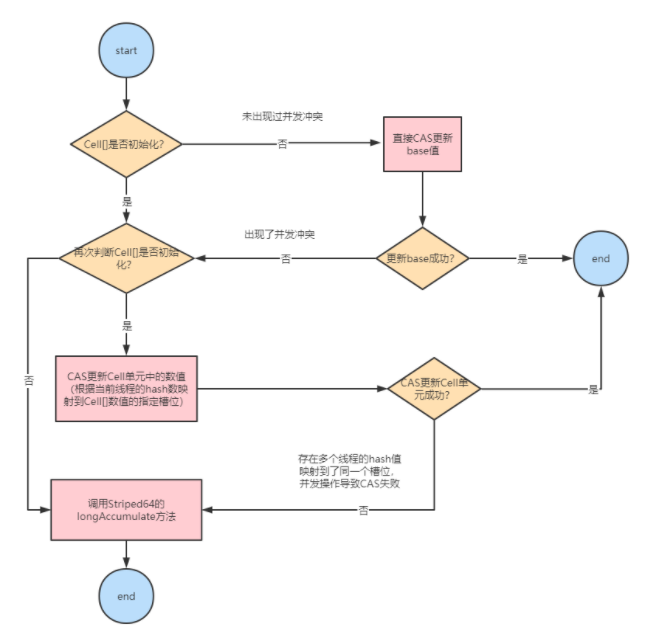 start
未出现过并发冲突
Cell[]是否初始化?
否
直接CAS更新
base值
是
出现了并发冲突
再次判断Cell[]是否初始
化?
否
更新base成功?
是
end
是
否
CAS更新Cell单元中的数值
(根据当前线程的hash数映
射到Cell[]数值的指定槽位)
CAS更新Cell单
元成功?
是
存在多个线程的hash值
映射到了同一个槽位，
并发操作导致CAS失败
调用Striped64的
longAccumulate方法
否
end